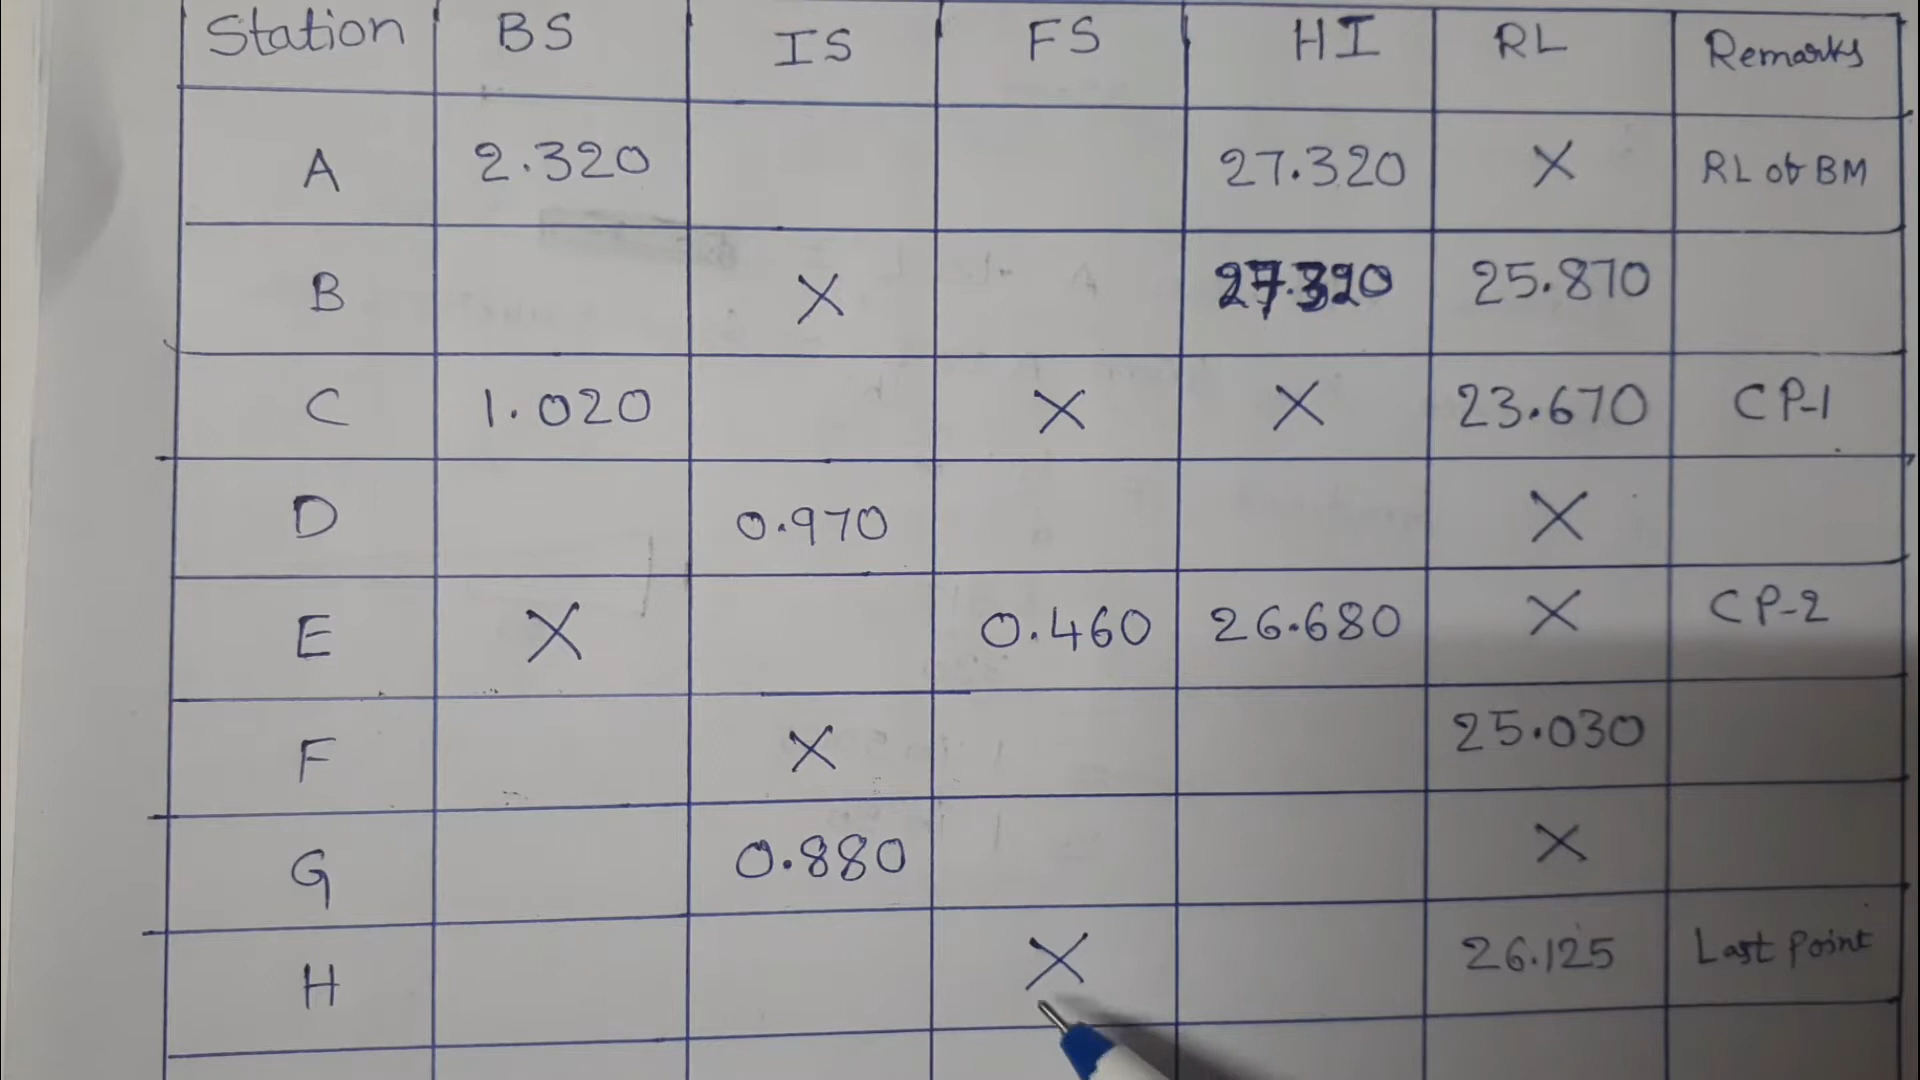 Station BS IS FS HI RL Remarks
A 2.320 27.320 X RL of BM
B X 27.320 25.870
C 1.020 X X 23.670 CP-1
D 0.970 X
E X 0.460 26.680 X CP-2
F X 25.030
G 0.880 X
H X 26.125 Last Point